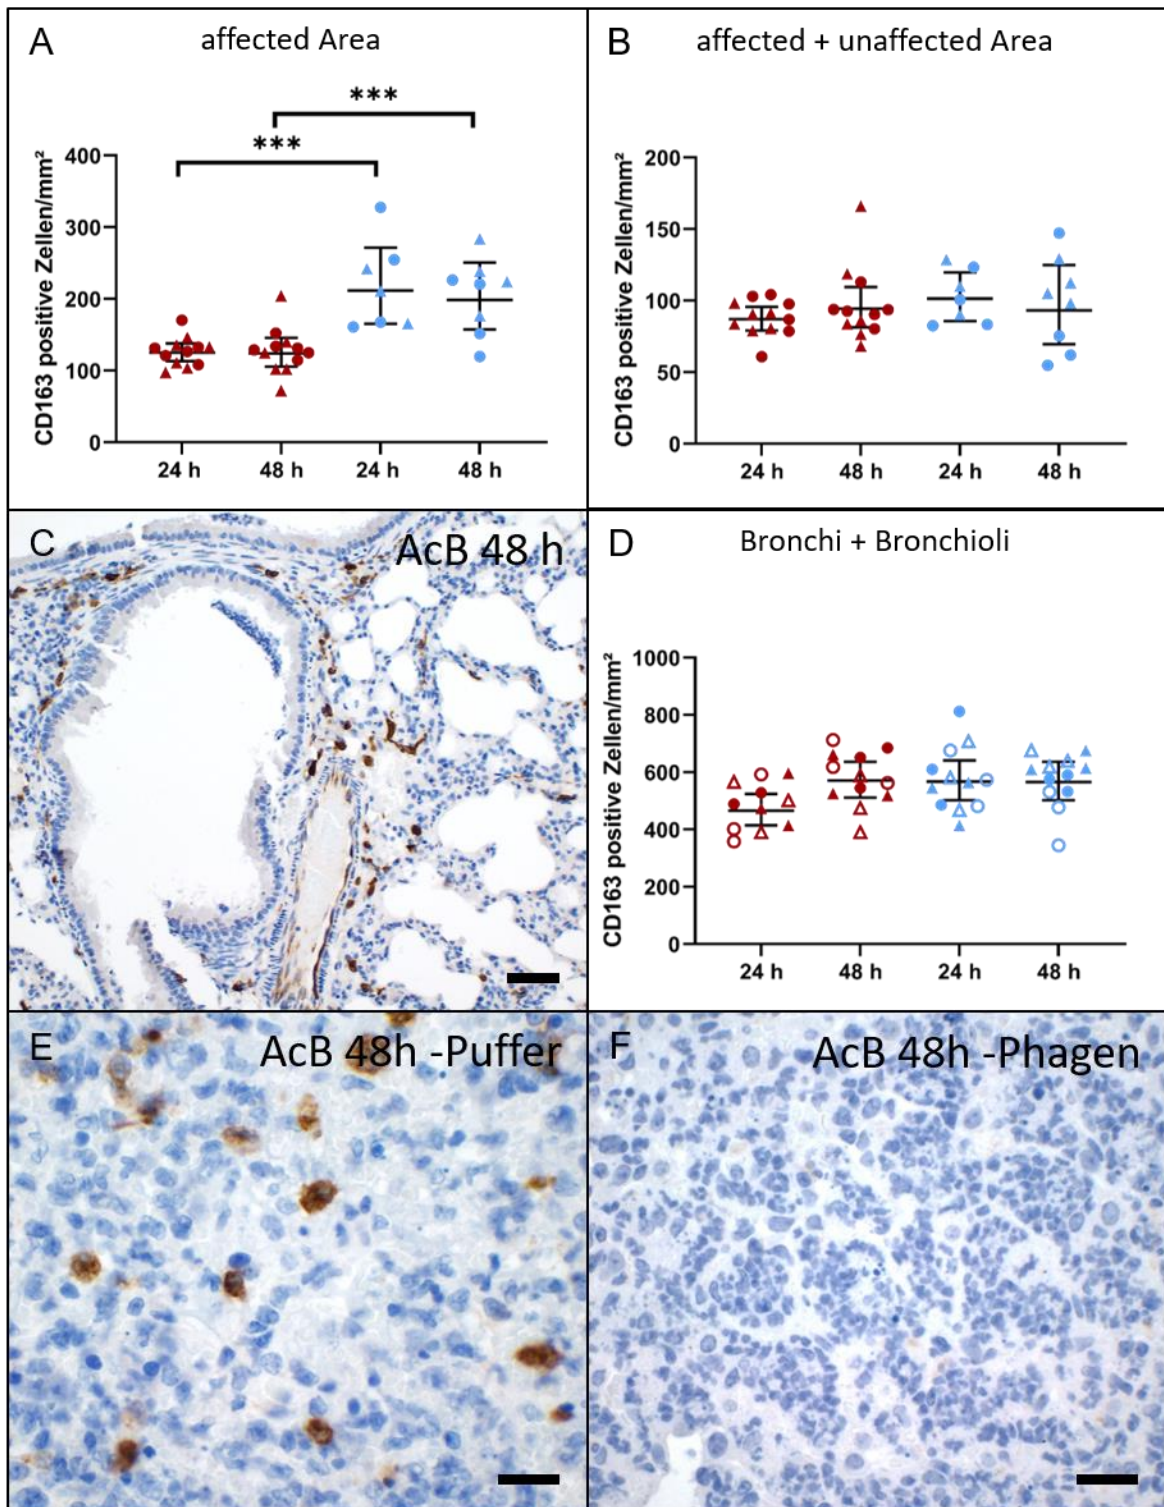 A
affected Area
***
***
CD163 positive Zellen/mm²
400
300
200
100
0
24 h 48 h 24 h 48 h
B
affected + unaffected Area
CD163 positive Zellen/mm²
200
150
100
50
0
24 h 48 h 24 h 48 h
C
AcB 48 h
D
Bronchi + Bronchioli
CD163 positive Zellen/mm²
1000
800
600
400
200
0
24 h 48 h 24 h 48 h
E
AcB 48h -Puffer
F
AcB 48h -Phagen